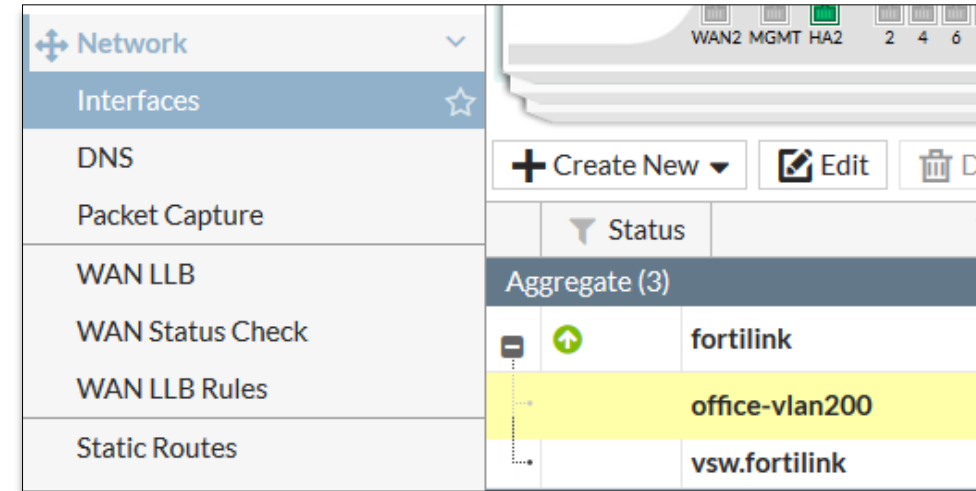 Network
Interfaces
DNS
Packet Capture
WAN LLB
WAN Status Check
WAN LLB Rules
Static Routes
WAN2 MGMT HA2 2 4 6
Create New Edit
Status
Aggregate (3)
fortilink
office-vlan200
vsw.fortilink